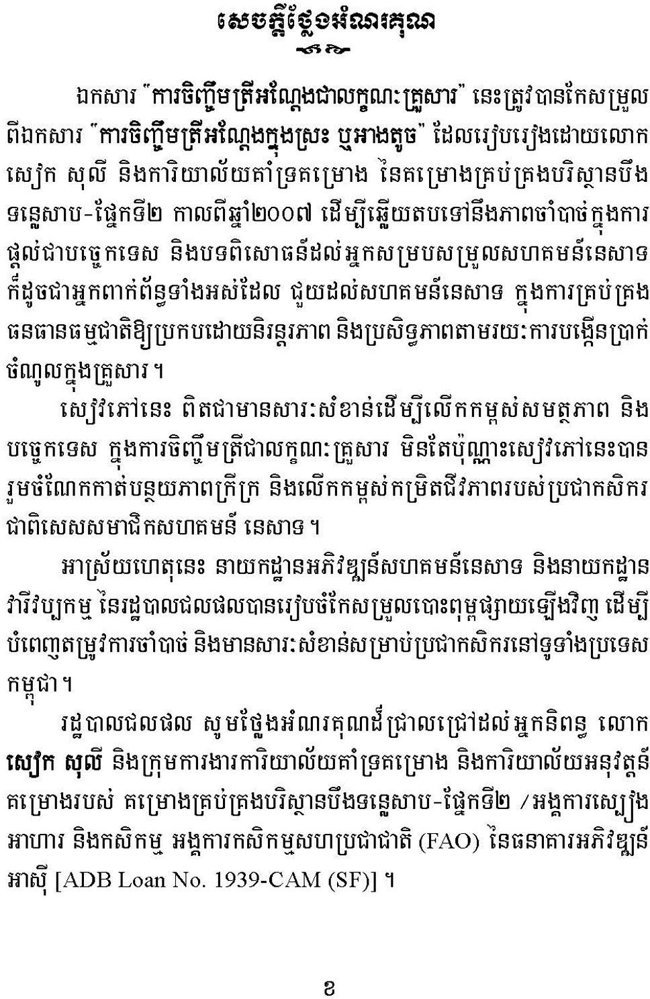 សេចក្តីថ្លែងអំណរគុណ
ឯកសារ “ការចិញ្ចឹមត្រីអណ្តែងជាលក្ខណៈគ្រួសារ” នេះត្រូវបានកែសម្រួល
ពីឯកសារ “ការចិញ្ចឹមត្រីអណ្តែងក្នុងស្រះ ឬអាងតូច” ដែលរៀបរៀងដោយលោក
សៀក សុលី និងការិយាល័យគាំទ្រគម្រោង នៃគម្រោងគ្រប់គ្រងបរិស្ថានបឹង
ទន្លេសាប-ផ្នែកទី២ កាលពីឆ្នាំ២០០៧ ដើម្បីឆ្លើយតបទៅនឹងភាពចាំបាច់ក្នុងការ
ផ្តល់ជាបច្ចេកទេស និងបទពិសោធន៍ដល់អ្នកសម្របសម្រួលសហគមន៍នេសាទ
ក៏ដូចជាអ្នកពាក់ព័ន្ធទាំងអស់ដែល ជួយដល់សហគមន៍នេសាទ ក្នុងការគ្រប់គ្រង
ធនធានធម្មជាតិឱ្យប្រកបដោយនិរន្តរភាព និងប្រសិទ្ធភាពតាមរយៈការបង្កើនប្រាក់
ចំណូលក្នុងគ្រួសារ។
សៀវភៅនេះ ពិតជាមានសារៈសំខាន់ដើម្បីលើកកម្ពស់សមត្ថភាព និង
បច្ចេកទេស ក្នុងការចិញ្ចឹមត្រីជាលក្ខណៈគ្រួសារ មិនតែប៉ុណ្ណោះសៀវភៅនេះបាន
រួមចំណែកកាត់បន្ថយភាពក្រីក្រ និងលើកកម្ពស់កម្រិតជីវភាពរបស់ប្រជាកសិករ
ជាពិសេសសមាជិកសហគមន៍ នេសាទ។
អាស្រ័យហេតុនេះ នាយកដ្ឋានអភិវឌ្ឍន៍សហគមន៍នេសាទ និងនាយកដ្ឋាន
វារីវប្បកម្ម នៃរដ្ឋបាលជលផលបានរៀបចំកែសម្រួលបោះពុម្ពផ្សាយឡើងវិញ ដើម្បី
បំពេញតម្រូវការចាំបាច់ និងមានសារៈសំខាន់សម្រាប់ប្រជាកសិករនៅទូទាំងប្រទេស
កម្ពុជា។
រដ្ឋបាលជលផល សូមថ្លែងអំណរគុណដ៏ជ្រាលជ្រៅដល់អ្នកនិពន្ធ លោក
សៀក សុលី និងក្រុមការងារការិយាល័យគាំទ្រគម្រោង និងការិយាល័យអនុវត្តន៍
គម្រោងរបស់ គម្រោងគ្រប់គ្រងបរិស្ថានបឹងទន្លេសាប-ផ្នែកទី២ /អង្គការស្បៀង
អាហារ និងកសិកម្ម អង្គការកសិកម្មសហប្រជាជាតិ (FAO) នៃធនាគារអភិវឌ្ឍន៍
អាស៊ី [ADB Loan No. 1939-CAM (SF)] ។
ខ